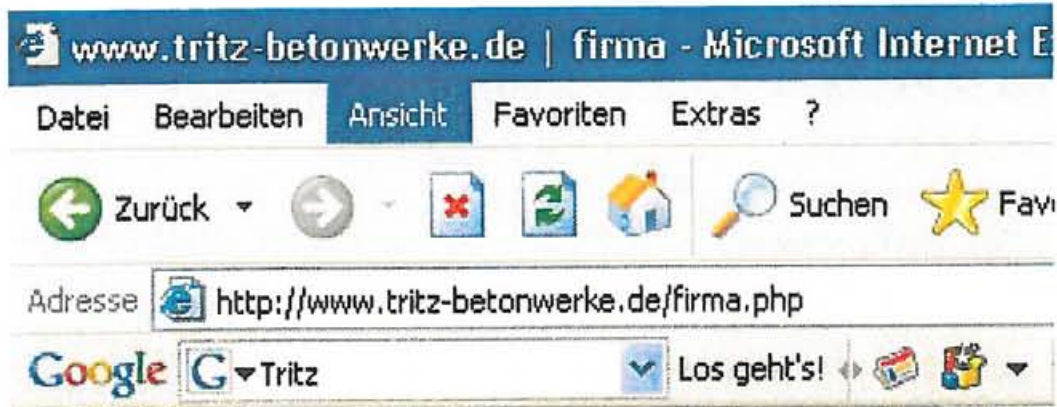 www.tritz-betonwerke.de | firma - Microsoft Internet E
Datei Bearbeiten Ansicht Favoriten Extras ?
Zurück Suchen Favi
Adresse http://www.tritz-betonwerke.de/firma.php
Google G Tritz Los geht's!